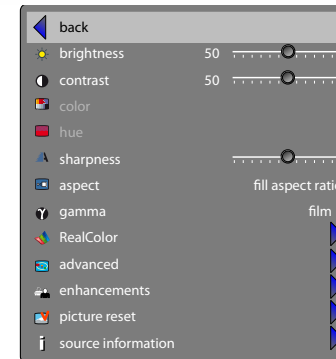 back
brightness 50
contrast 50
color
hue
sharpness
aspect fill aspect ratio
gamma film
RealColor
advanced
enhancements
picture reset
source information